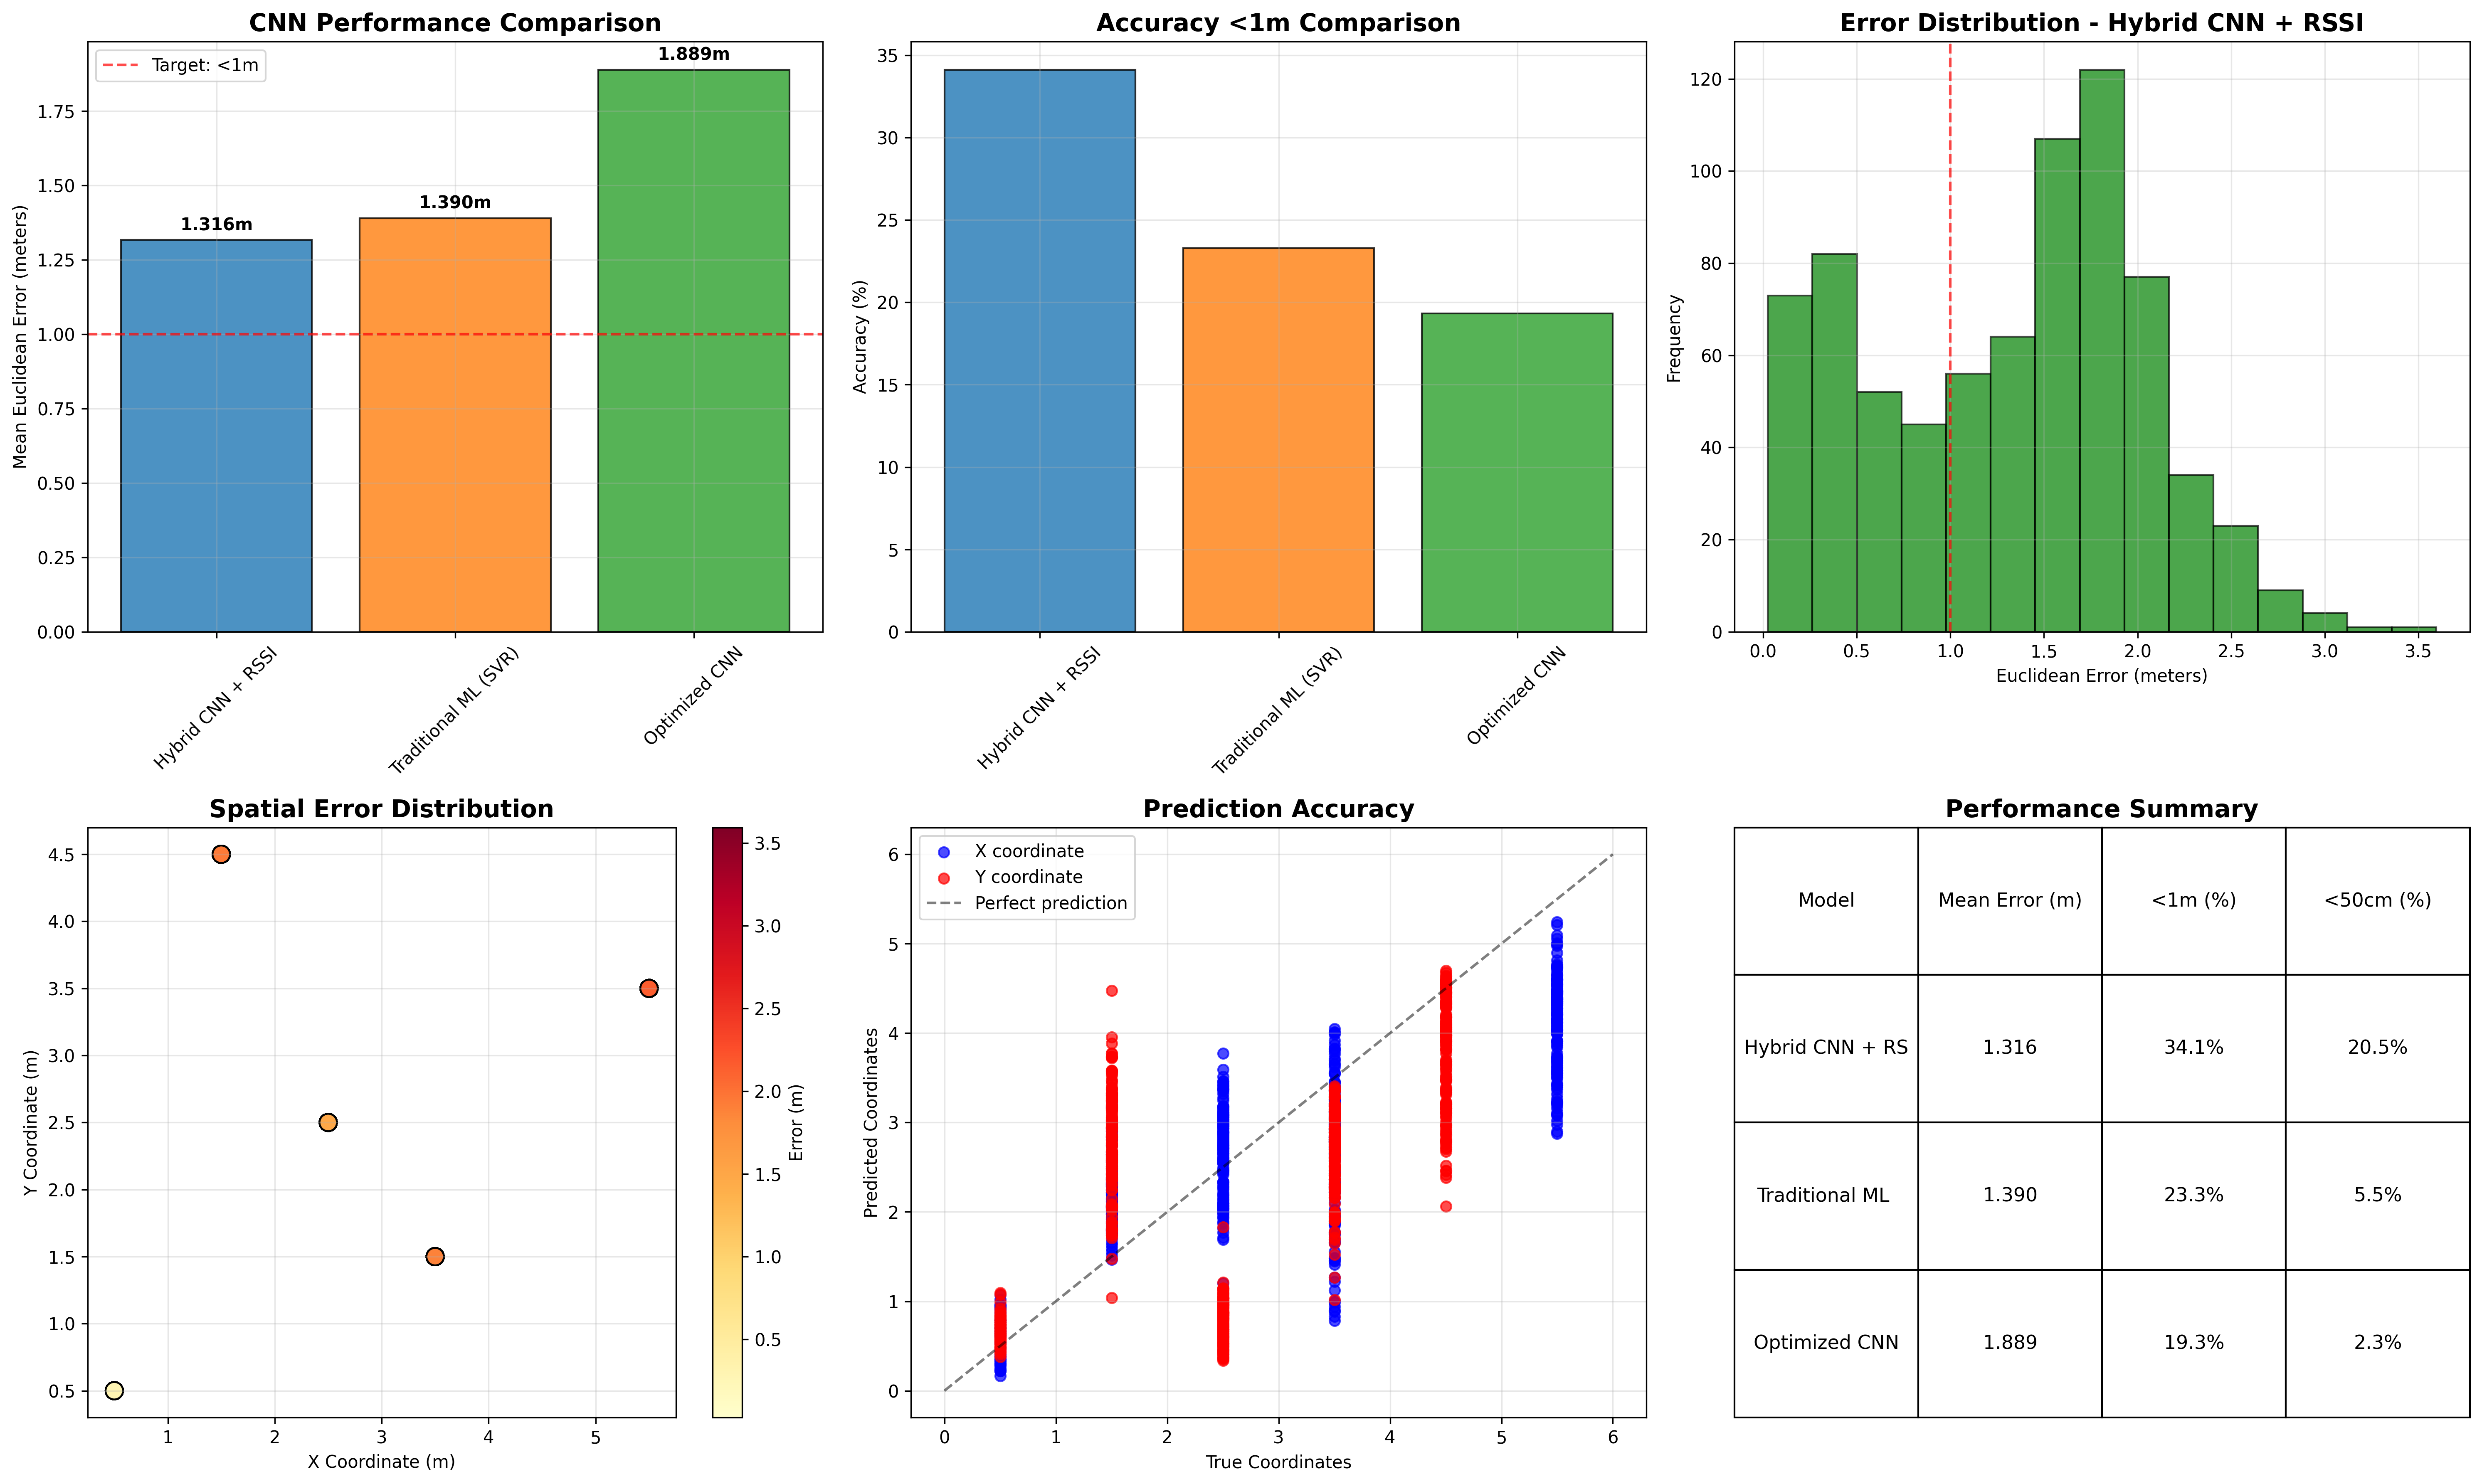 CNN Performance Comparison
Target: <1m
1.316m
1.390m
1.889m
Mean Euclidean Error (meters)
1.75
1.50
1.25
1.00
0.75
0.50
0.25
0.00
Hybrid CNN + RSSI
Traditional ML (SVR)
Optimized CNN
Accuracy <1m Comparison
Accuracy (%)
35
30
25
20
15
10
5
0
Hybrid CNN + RSSI
Traditional ML (SVR)
Optimized CNN
Error Distribution - Hybrid CNN + RSSI
Frequency
120
100
80
60
40
20
0
0.0 0.5 1.0 1.5 2.0 2.5 3.0 3.5
Euclidean Error (meters)
Spatial Error Distribution
Y Coordinate (m)
4.5
4.0
3.5
3.0
2.5
2.0
1.5
1.0
0.5
1 2 3 4 5
X Coordinate (m)
3.5
3.0
2.5
2.0
1.5
1.0
0.5
Error (m)
Prediction Accuracy
X coordinate
Y coordinate
Perfect prediction
Predicted Coordinates
6
5
4
3
2
1
0
0 1 2 3 4 5 6
True Coordinates
Performance Summary
Model Mean Error (m) <1m (%) <50cm (%)
Hybrid CNN + RS 1.316 34.1% 20.5%
Traditional ML 1.390 23.3% 5.5%
Optimized CNN 1.889 19.3% 2.3%